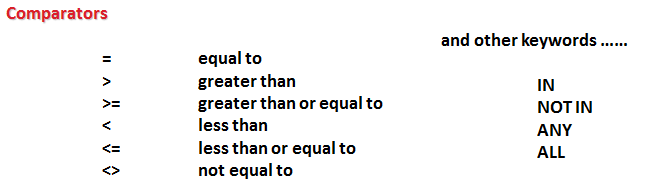 Comparators
and other keywords ......
= equal to
> greater than
>= greater than or equal to
< less than
<= less than or equal to
<> not equal to
IN
NOT IN
ANY
ALL